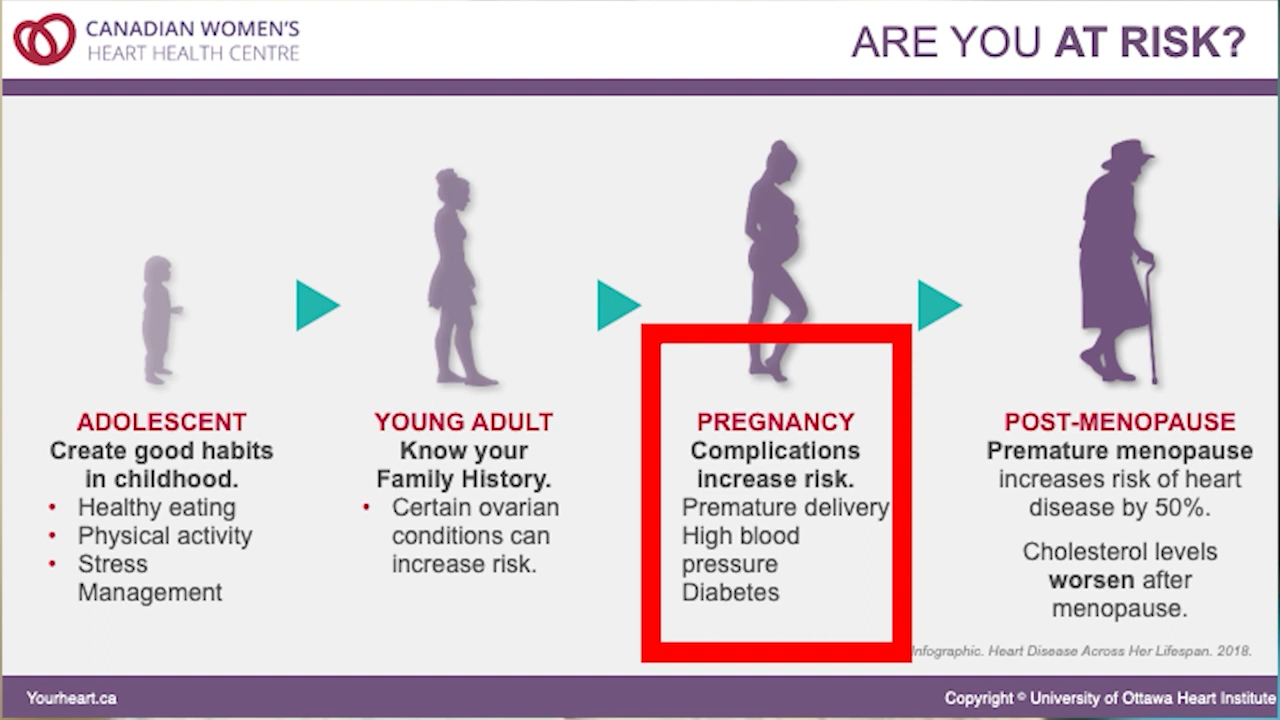 CANADIAN WOMEN'S
HEART HEALTH CENTRE
ARE YOU AT RISK?
ADOLESCENT
Create good habits
in childhood.
• Healthy eating
• Physical activity
• Stress
Management
YOUNG ADULT
Know your
Family History.
• Certain ovarian
conditions can
increase risk.
PREGNANCY
Complications
increase risk.
Premature delivery
High blood
pressure
Diabetes
POST-MENOPAUSE
Premature menopause
increases risk of heart
disease by 50%.
Cholesterol levels
worsen after
menopause.
Infographic. Heart Disease Across Her Lifespan. 2018.
Yourheart.ca
Copyright © University of Ottawa Heart Institute